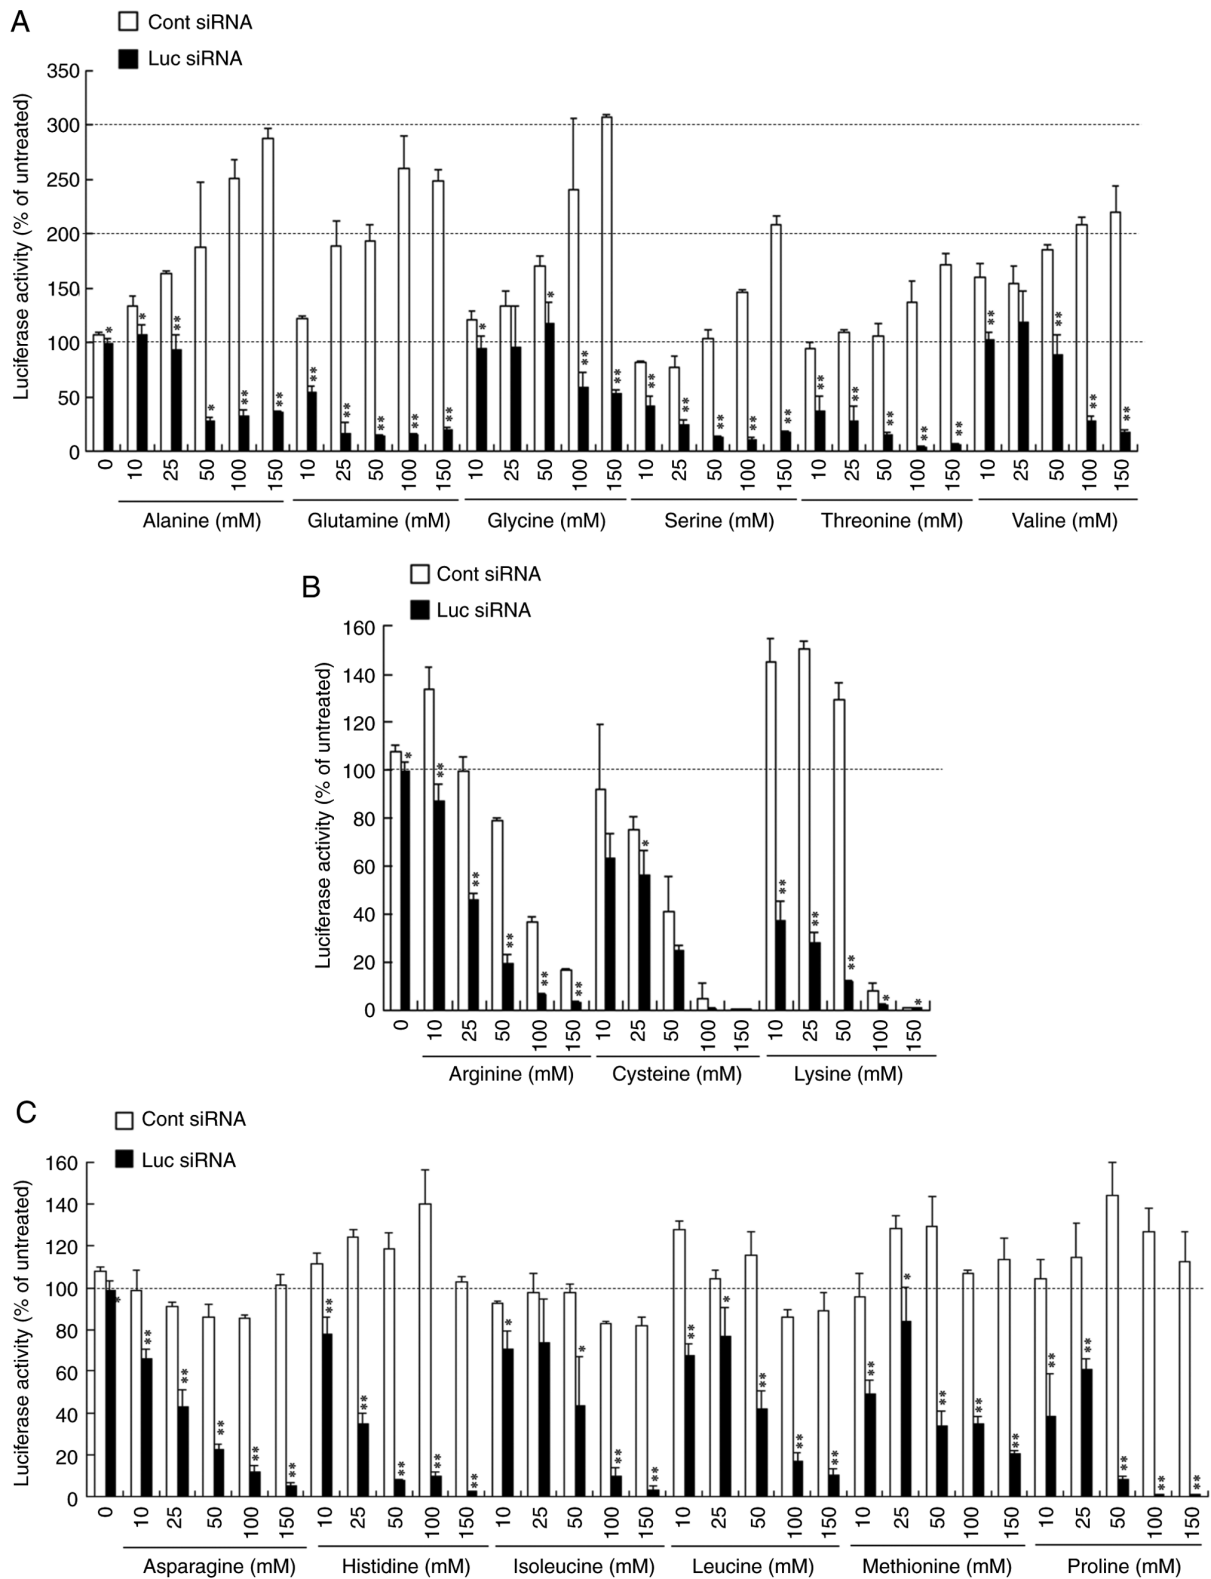 A
Cont siRNA
Luc siRNA
Luciferase activity (% of untreated)
350
300
250
200
150
100
50
0
* * ** * ** ** ** ** ** ** ** * * ** ** ** ** ** ** ** ** ** ** ** ** ** ** ** **
0 10 25 50 100 150 10 25 50 100 150 10 25 50 100 150 10 25 50 100 150 10 25 50 100 150 10 25 50 100 150
Alanine (mM) Glutamine (mM) Glycine (mM) Serine (mM) Threonine (mM) Valine (mM)
B
Cont siRNA
Luc siRNA
Luciferase activity (% of untreated)
160
140
120
100
80
60
40
20
0
* ** ** ** ** ** * ** ** ** * *
0 10 25 50 100 150 10 25 50 100 150 10 25 50 100 150
Arginine (mM) Cysteine (mM) Lysine (mM)
C
Cont siRNA
Luc siRNA
Luciferase activity (% of untreated)
160
140
120
100
80
60
40
20
0
* ** ** ** ** ** ** ** ** ** ** * * ** ** ** * ** ** ** ** * ** ** ** ** ** ** ** **
0 10 25 50 100 150 10 25 50 100 150 10 25 50 100 150 10 25 50 100 150 10 25 50 100 150 10 25 50 100 150
Asparagine (mM) Histidine (mM) Isoleucine (mM) Leucine (mM) Methionine (mM) Proline (mM)